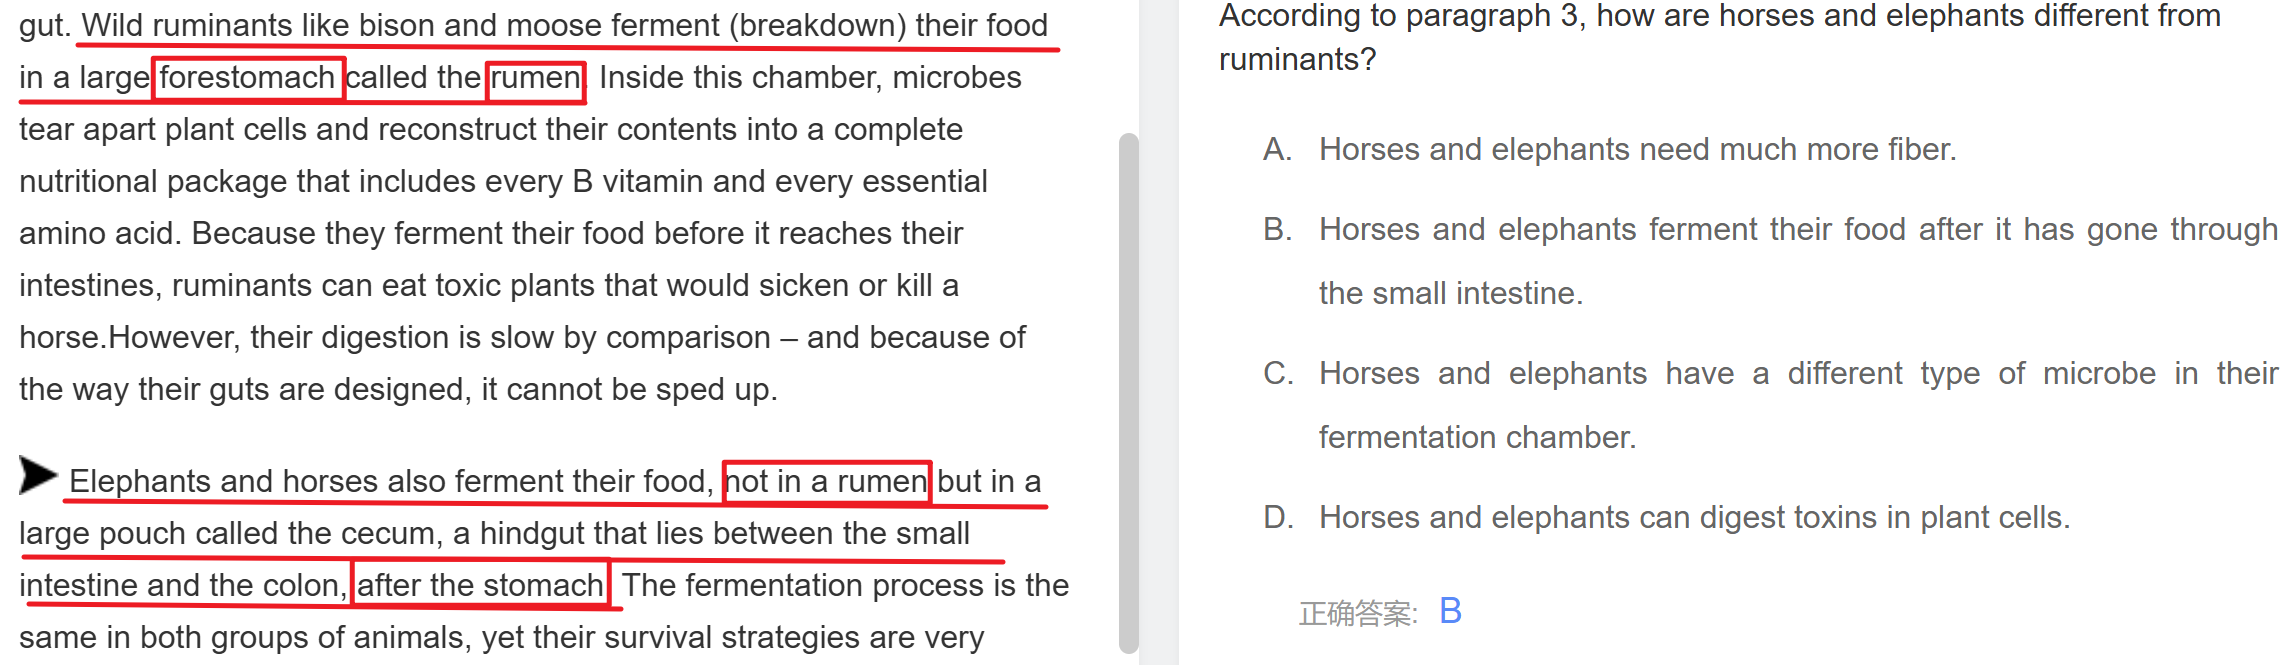 gut. Wild ruminants like bison and moose ferment (breakdown) their food
in a large forestomach called the rumen. Inside this chamber, microbes
tear apart plant cells and reconstruct their contents into a complete
nutritional package that includes every B vitamin and every essential
amino acid. Because they ferment their food before it reaches their
intestines, ruminants can eat toxic plants that would sicken or kill a
horse.However, their digestion is slow by comparison – and because of
the way their guts are designed, it cannot be sped up.
Elephants and horses also ferment their food, not in a rumen but in a
large pouch called the cecum, a hindgut that lies between the small
intestine and the colon, after the stomach. The fermentation process is the
same in both groups of animals, yet their survival strategies are very
According to paragraph 3, how are horses and elephants different from
ruminants?
A. Horses and elephants need much more fiber.
B. Horses and elephants ferment their food after it has gone through
the small intestine.
C. Horses and elephants have a different type of microbe in their
fermentation chamber.
D. Horses and elephants can digest toxins in plant cells.
正确答案: B